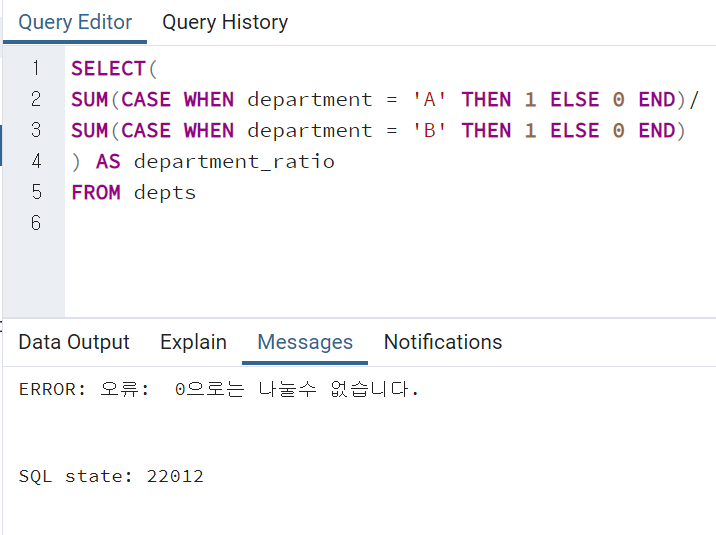 Query Editor Query History
1 SELECT(
2 SUM(CASE WHEN department = 'A' THEN 1 ELSE 0 END)/
3 SUM(CASE WHEN department = 'B' THEN 1 ELSE 0 END)
4 ) AS department_ratio
5 FROM depts
6
Data Output Explain Messages Notifications
ERROR: 오류: 0으로는 나눌수 없습니다.
SQL state: 22012